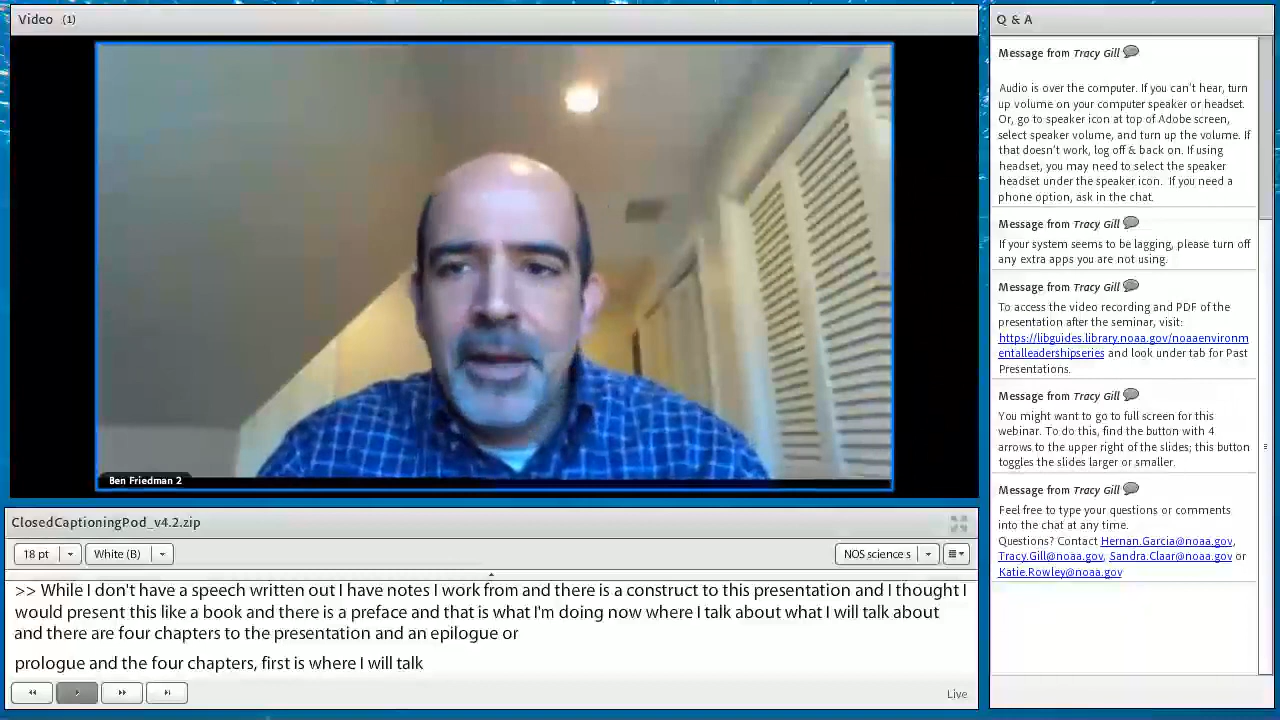 Video (1)
Ben Friedman 2
ClosedCaptioningPod_v4.2.zip
18 pt
White (B)
NOS science s
>> While I don't have a speech written out I have notes I work from and there is a construct to this presentation and I thought I
would present this like a book and there is a preface and that is what I'm doing now where I talk about what I will talk about
and there are four chapters to the presentation and an epilogue or
prologue and the four chapters, first is where I will talk
Live
Q & A
Message from Tracy Gill
Audio is over the computer. If you can't hear, turn
up volume on your computer speaker or headset.
Or, go to speaker icon at top of Adobe screen,
select speaker volume, and turn up the volume. If
that doesn't work, log off & back on. If using
headset, you may need to select the speaker
headset under the speaker icon. If you need a
phone option, ask in the chat.
Message from Tracy Gill
If your system seems to be lagging, please turn off
any extra apps you are not using.
Message from Tracy Gill
To access the video recording and PDF of the
presentation after the seminar, visit:
https://libguides.library.noaa.gov/noaaenvironm
entalleadershipseries and look under tab for Past
Presentations.
Message from Tracy Gill
You might want to go to full screen for this
webinar. To do this, find the button with 4
arrows to the upper right of the slides; this button
toggles the slides larger or smaller.
Message from Tracy Gill
Feel free to type your questions or comments
into the chat at any time.
Questions? Contact Hernan.Garcia@noaa.gov,
Tracy.Gill@noaa.gov, Sandra.Claar@noaa.gov or
Katie.Rowley@noaa.gov